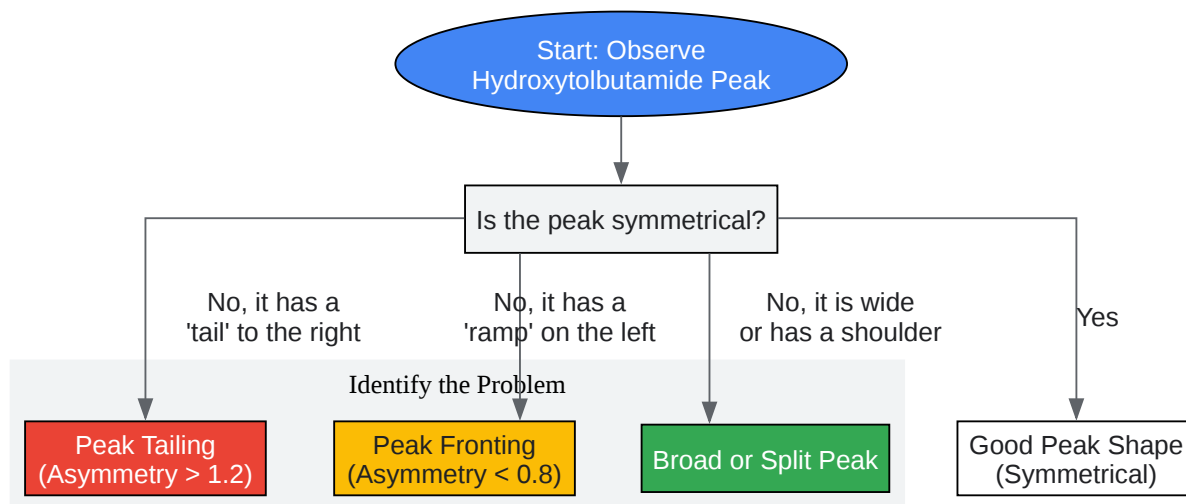 Start: Observe
Hydroxytolbutamide Peak
Is the peak symmetrical?
No, it has a
'tail' to the right
No, it has a
'ramp' on the left
No, it is wide
or has a shoulder
Yes
Identify the Problem
Peak Tailing
(Asymmetry > 1.2)
Peak Fronting
(Asymmetry < 0.8)
Broad or Split Peak
Good Peak Shape
(Symmetrical)